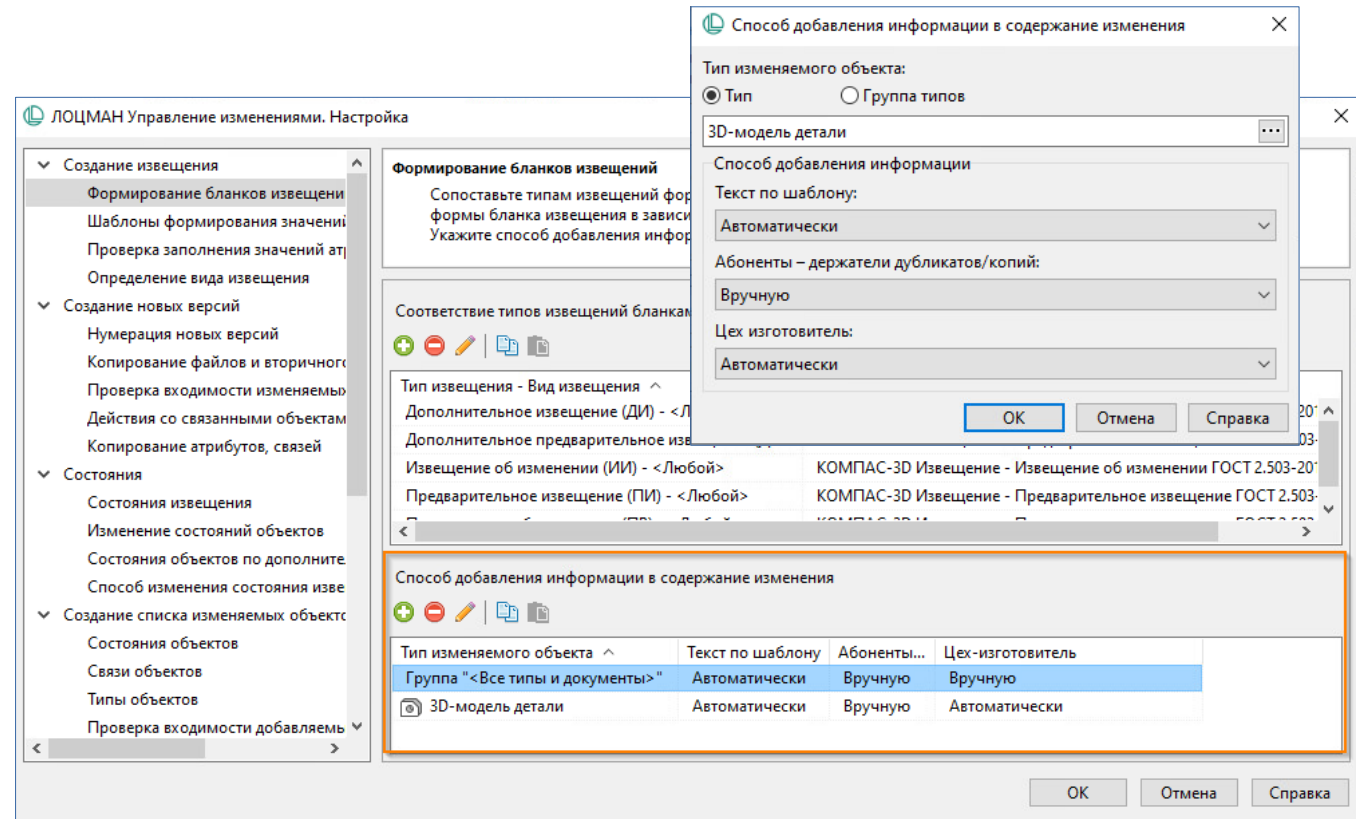 Способ добавления информации в содержание изменения
Тип изменяемого объекта:
Тип
Группа типов
3D-модель детали
Способ добавления информации
Текст по шаблону:
Автоматически
Абоненты – держатели дубликатов/копий:
Вручную
Цех изготовитель:
Автоматически
ОК
Отмена
Справка
ЛОЦМАН Управление изменениями. Настройка
Создание извещения
Формирование бланков извещени
Шаблоны формирования значений
Проверка заполнения значений ат
Определение вида извещения
Создание новых версий
Нумерация новых версий
Копирование файлов и вторичног
Проверка входимости изменяемых
Действия со связанными объектам
Копирование атрибутов, связей
Состояния
Состояния извещения
Изменение состояний объектов
Состояния объектов по дополните
Способ изменения состояния изве
Создание списка изменяемых объекто
Состояния объектов
Связи объектов
Типы объектов
Проверка входимости добавляемь
Формирование бланков извещений
Сопоставьте типам извещений фор
формы бланка извещения в зависи
Укажите способ добавления инфор
Соответствие типов извещений бланкам
Тип извещения - Вид извещения
Дополнительное извещение (ДИ) - <Л
Дополнительное предварительное изв
Извещение об изменении (ИИ) - <Любой> КОМПАС-3D Извещение - Извещение об изменении ГОСТ 2.503-20
Предварительное извещение (ПИ) - <Любой> КОМПАС-3D Извещение - Предварительное извещение ГОСТ 2.503-
Способ добавления информации в содержание изменения
Тип изменяемого объекта Текст по шаблону Абоненты... Цех-изготовитель
Группа "<Все типы и документы>" Автоматически Вручную Вручную
3D-модель детали Автоматически Вручную Автоматически
ОК
Отмена
Справка